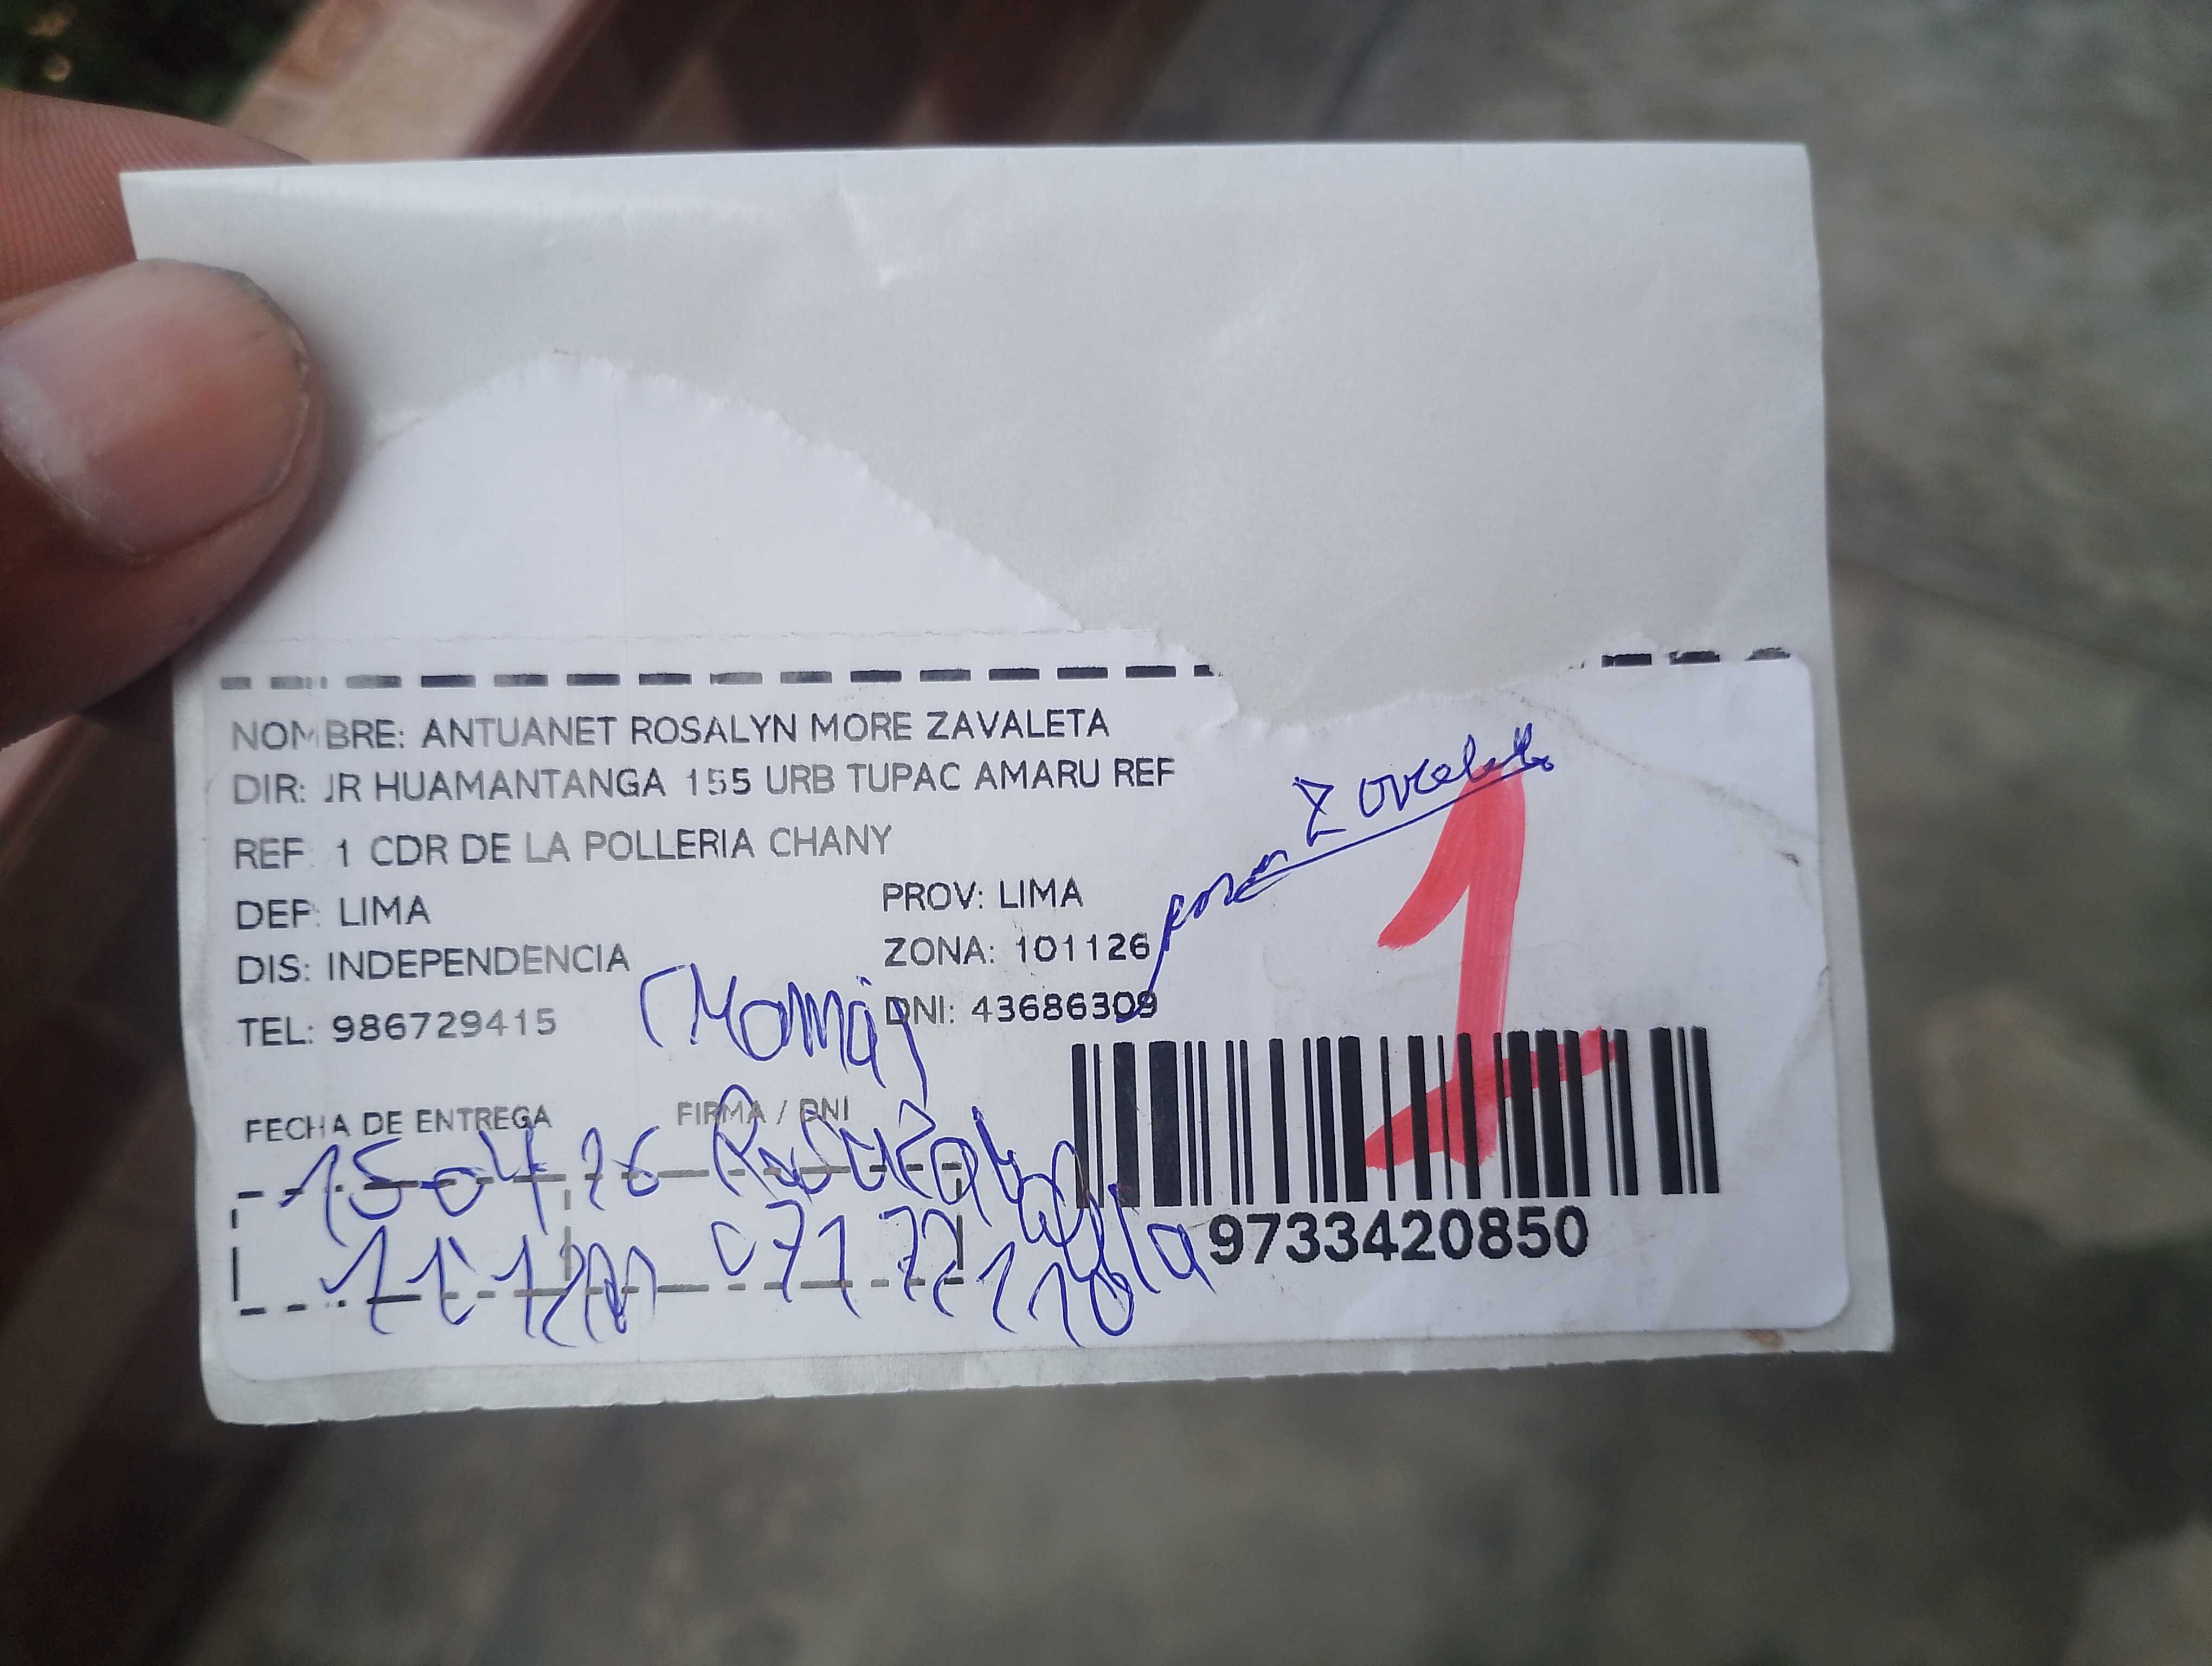 NOMBRE: ANTUANET ROSALYN MORE ZAVALETA
DIR: JR HUAMANTANGA 155 URB TUPAC AMARU REF
REF: 1 CDR DE LA POLLERIA CHANY
DEP: LIMA PROV: LIMA
DIS: INDEPENDENCIA ZONA: 101126
TEL: 986729415 DNI: 43686309
Zavaleta
1
(Mamá)
FECHA DE ENTREGA FIRMA / DNI
15 04 26
9733420850